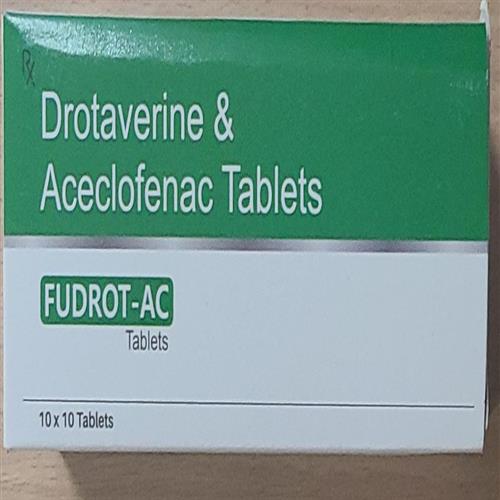 Rx
Drotaverine &
Aceclofenac Tablets
FUDROT-AC
Tablets
10 x 10 Tablets